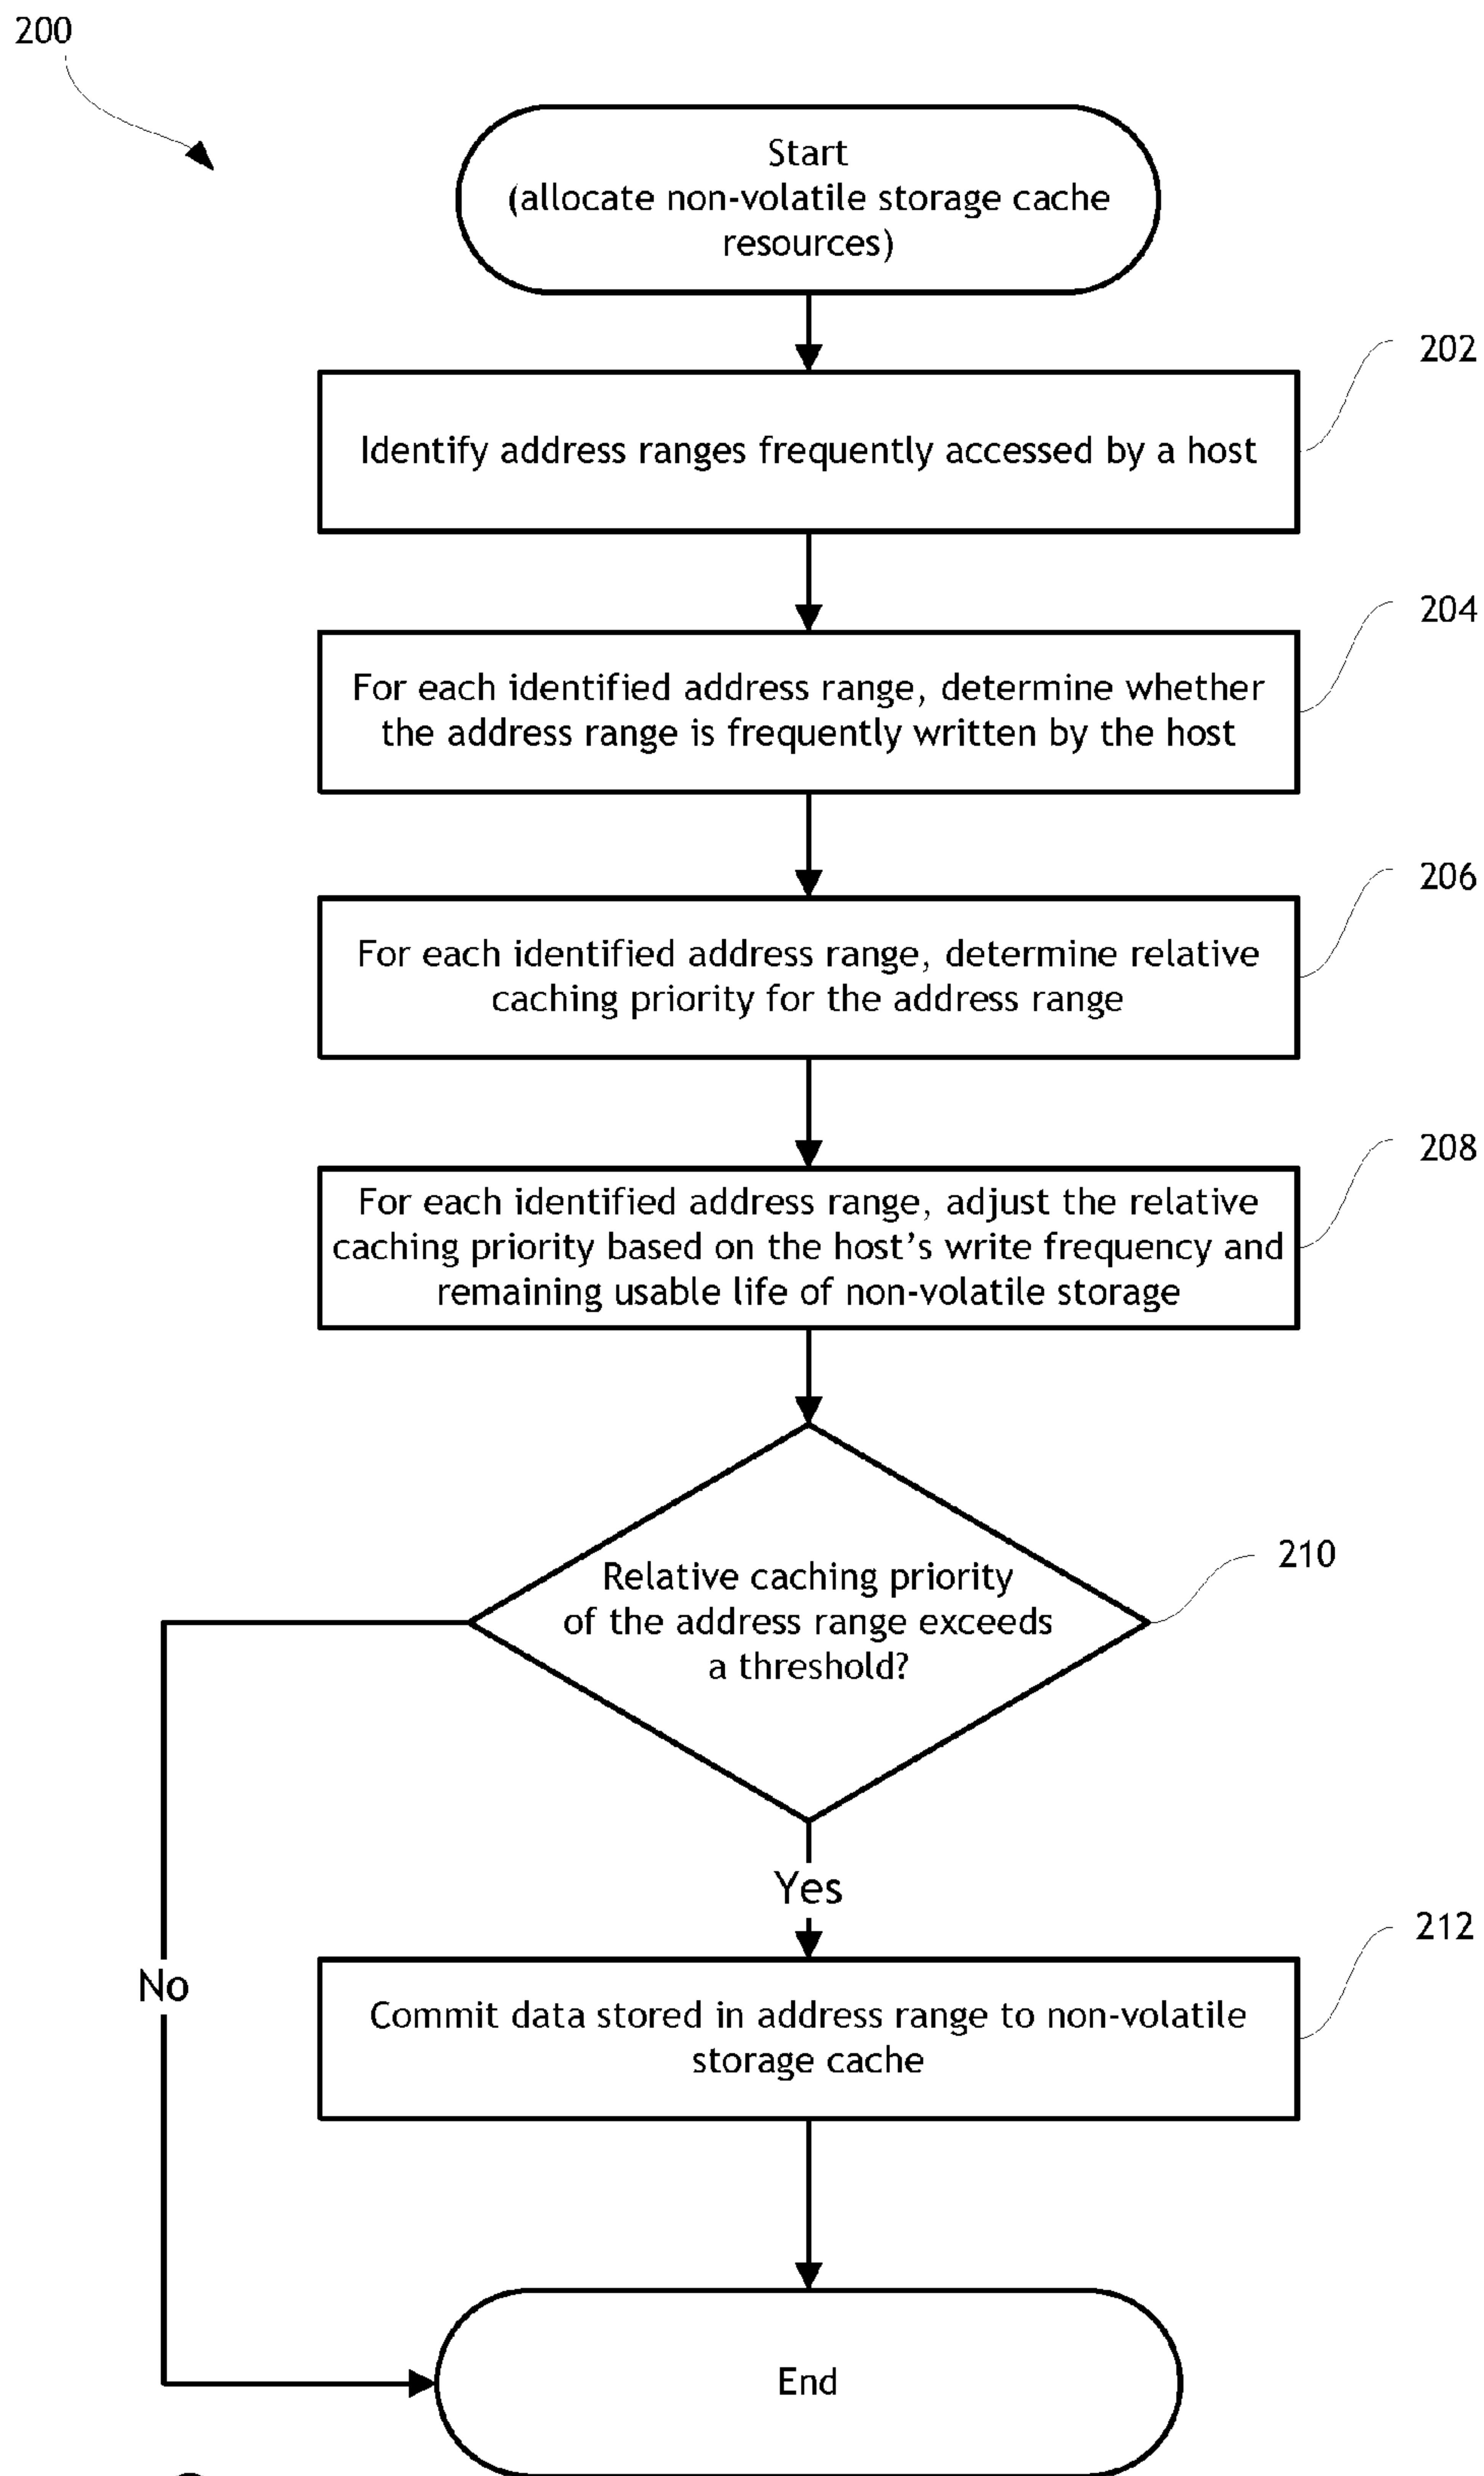 200
Start
(allocate non-volatile storage cache
resources)
202
Identify address ranges frequently accessed by a host
204
For each identified address range, determine whether
the address range is frequently written by the host
206
For each identified address range, determine relative
caching priority for the address range
208
For each identified address range, adjust the relative
caching priority based on the host’s write frequency and
remaining usable life of non-volatile storage
210
Relative caching priority
of the address range exceeds
a threshold?
Yes
212
No
Commit data stored in address range to non-volatile
storage cache
End